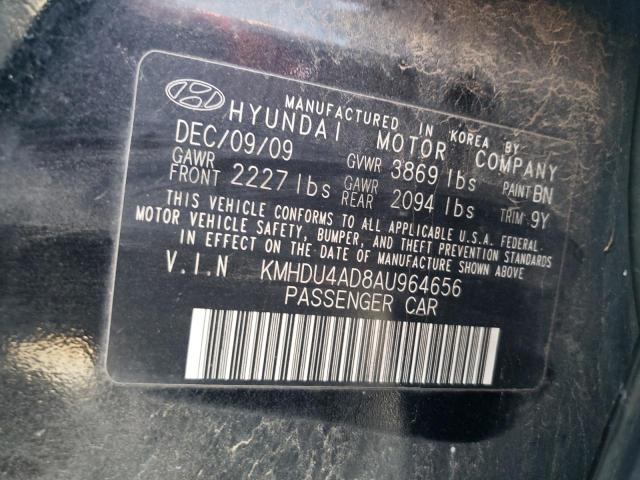 MANUFACTURED IN KOREA BY
HYUNDAI MOTOR COMPANY
DEC/09/09 GVWR 3869 lbs PAINT BN
GAWR FRONT 2227 lbs GAWR REAR 2094 lbs TRIM 9Y
THIS VEHICLE CONFORMS TO ALL APPLICABLE U.S.A. FEDERAL
MOTOR VEHICLE SAFETY, BUMPER, AND THEFT PREVENTION STANDARDS
IN EFFECT ON THE DATE OF MANUFACTURE SHOWN ABOVE
V.I.N KMHDU4AD8AU964656
PASSENGER CAR